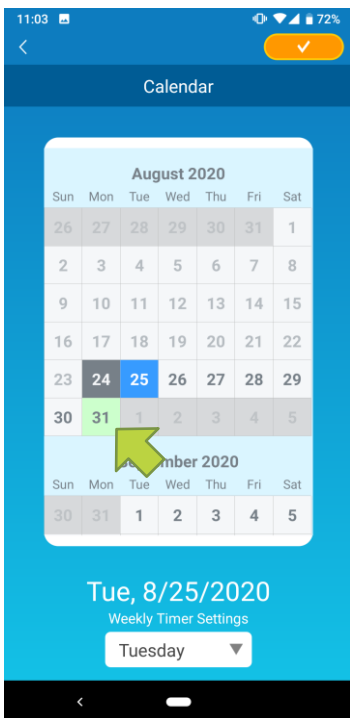 11:03 72%
Calendar
August 2020
Sun Mon Tue Wed Thu Fri Sat
26 27 28 29 30 31 1
2 3 4 5 6 7 8
9 10 11 12 13 14 15
16 17 18 19 20 21 22
23 24 25 26 27 28 29
30 31 1 2 3 4 5
2020
Sun Mon Tue Wed Thu Fri Sat
30 31 1 2 3 4 5
Tue, 8/25/2020
Weekly Timer Settings
Tuesday